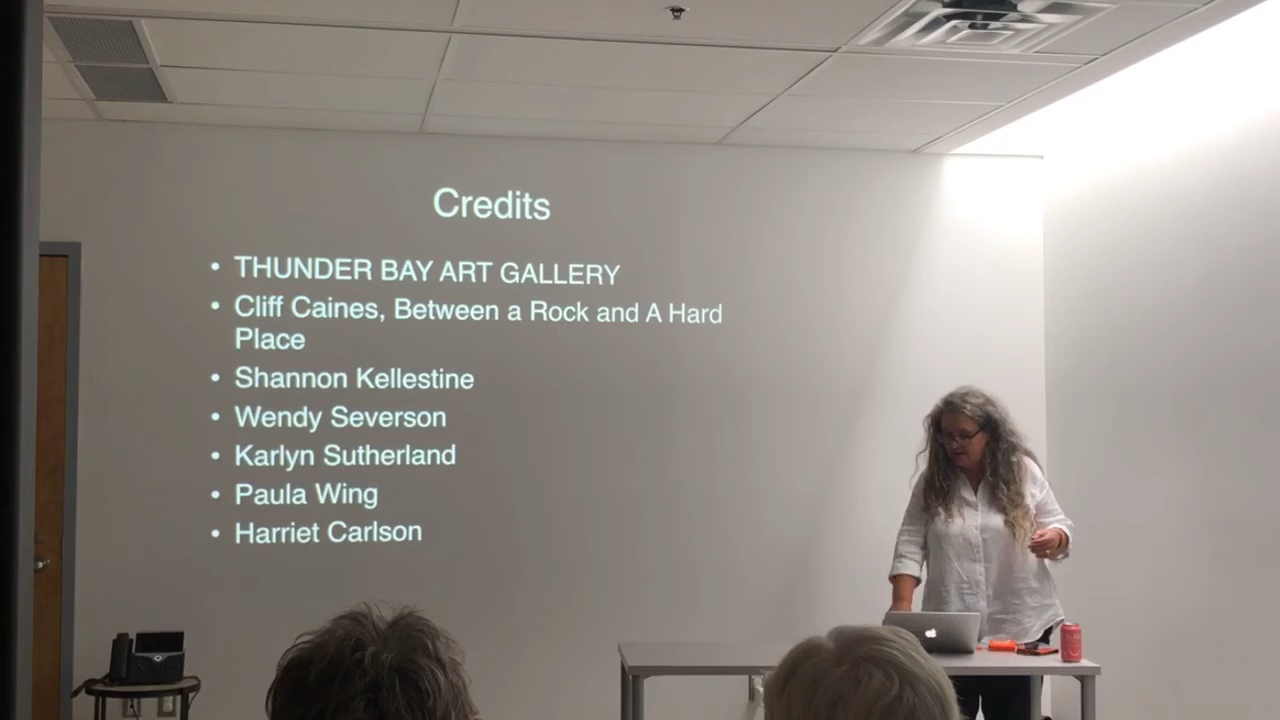 Credits
• THUNDER BAY ART GALLERY
• Cliff Caines, Between a Rock and A Hard
Place
• Shannon Kellestine
• Wendy Severson
• Karlyn Sutherland
• Paula Wing
• Harriet Carlson